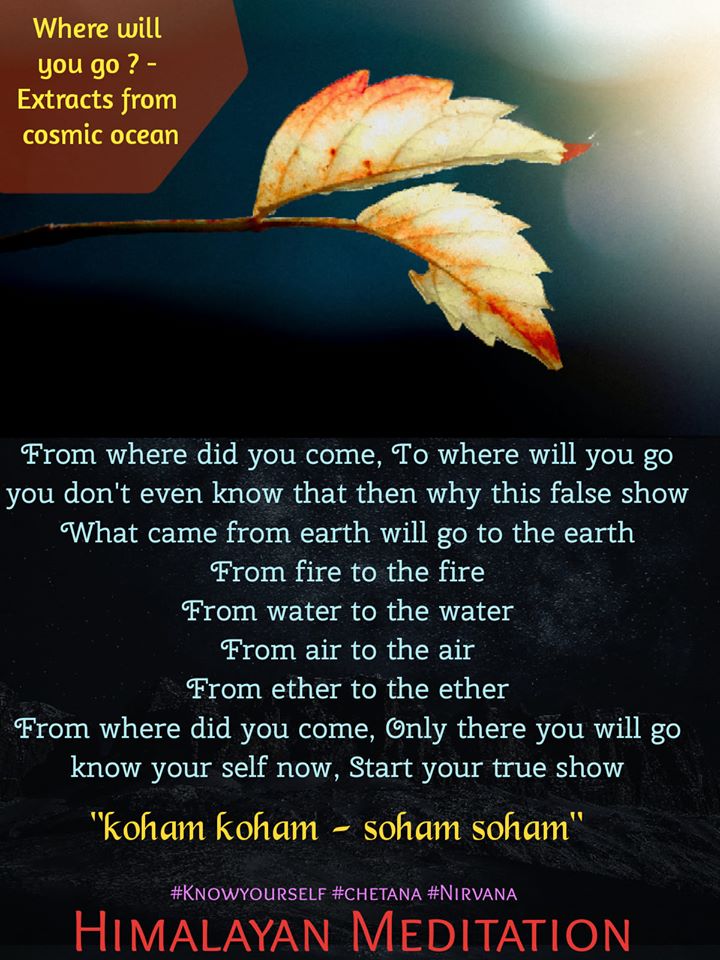 Where will
you go ? -
Extracts from
cosmic ocean
From where did you come, To where will you go
you don't even know that then why this false show
What came from earth will go to the earth
From fire to the fire
From water to the water
From air to the air
From ether to the ether
From where did you come, Only there you will go
know your self now, Start your true show
"koham koham - soham soham"
#Knowyourself #chetana #Nirvana
Himalayan Meditation